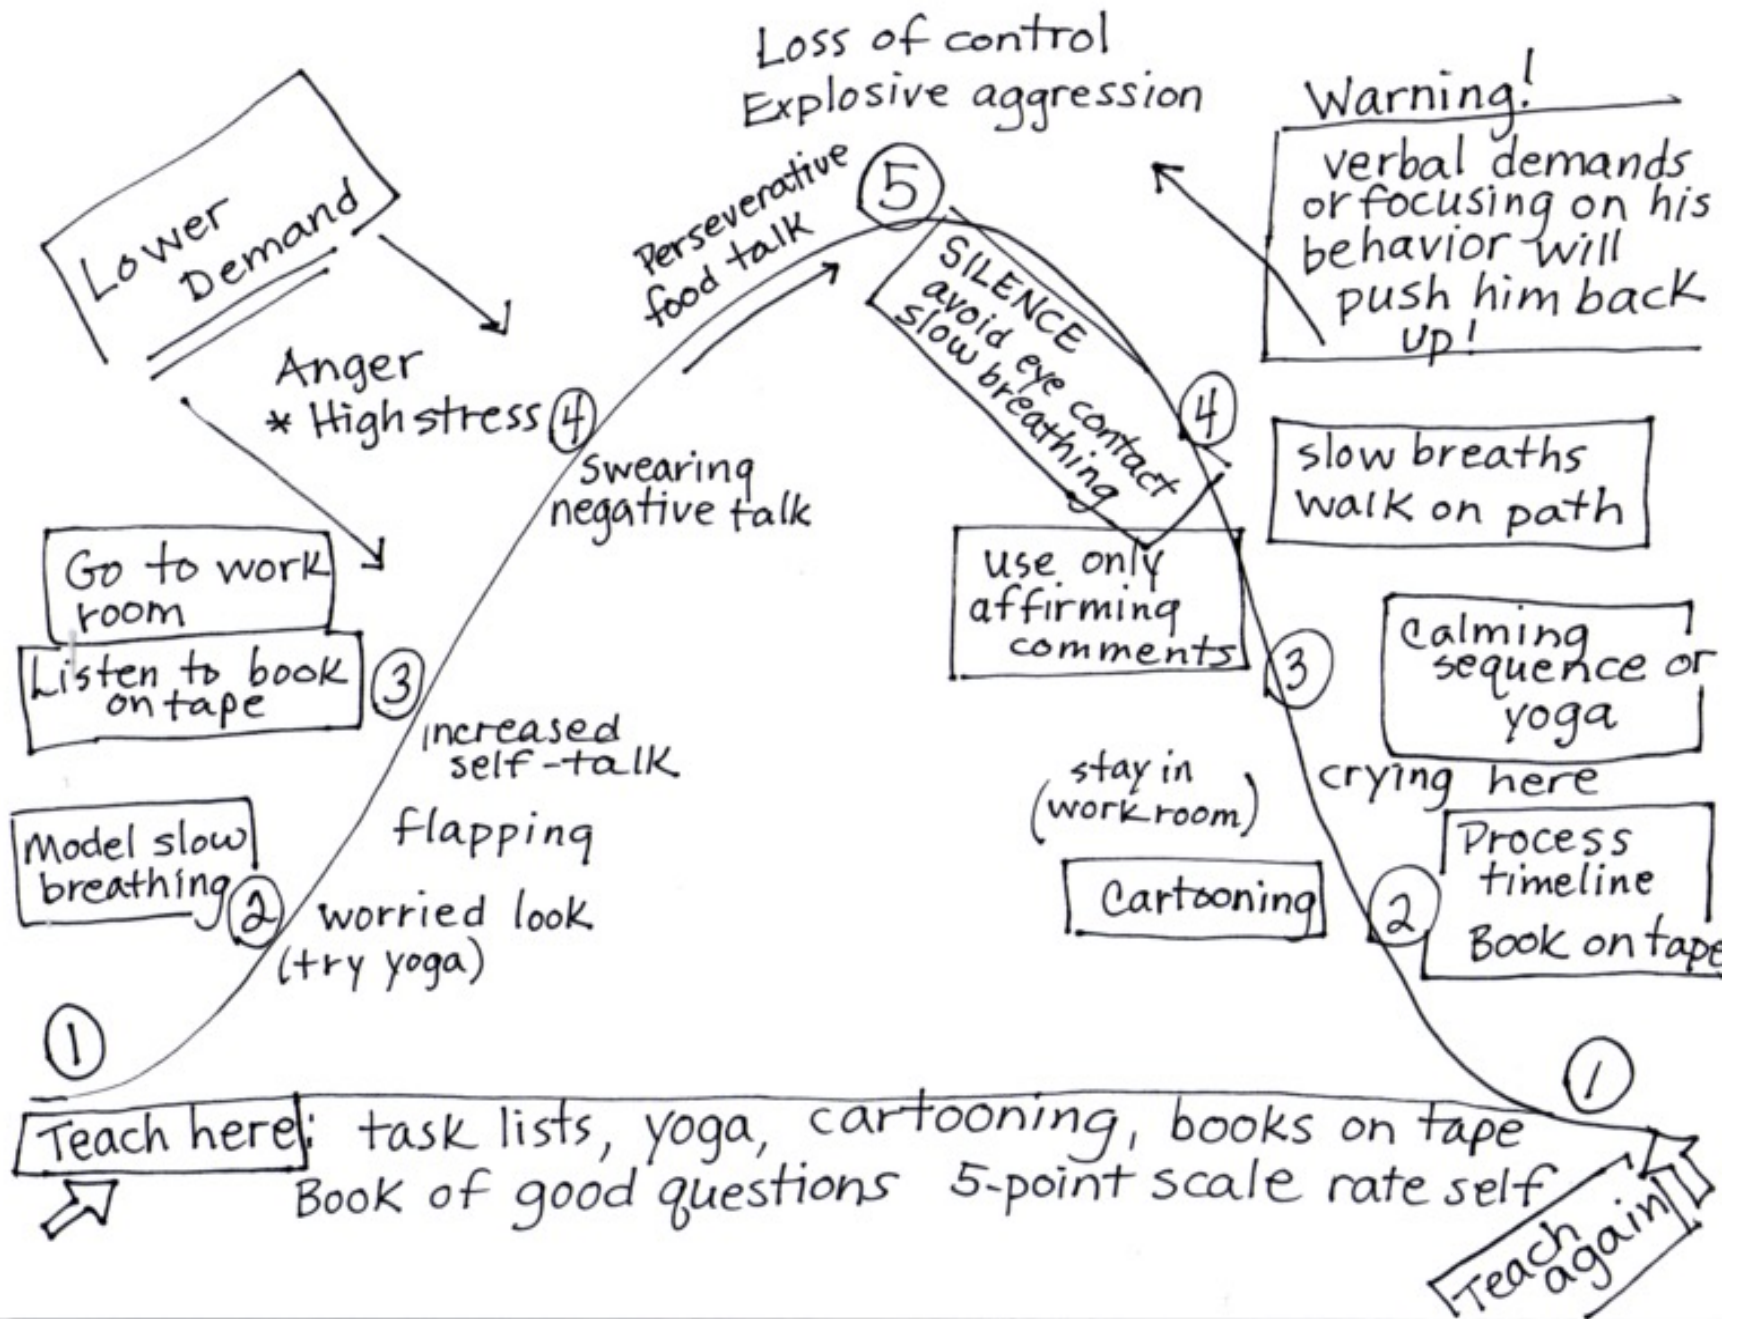 Loss of control
Explosive aggression
Warning!
verbal demands
or focusing on his
behavior will
push him back
up!
Lower
Demand
Perseverative
food talk
5
SILENCE
avoid eye contact
slow breathing
Anger
* High stress
4
swearing
negative talk
4
slow breaths
walk on path
Go to work
room
Listen to book
on tape
3
increased
self-talk
flapping
use only
affirming
comments
3
Calming
sequence or
yoga
stay in
(work room)
crying here
Model slow
breathing
2
worried look
(try yoga)
Cartooning
2
Process
timeline
Book on tape
1
1
Teach here: task lists, yoga, cartooning, books on tape
Book of good questions 5-point scale rate self
Teach
again